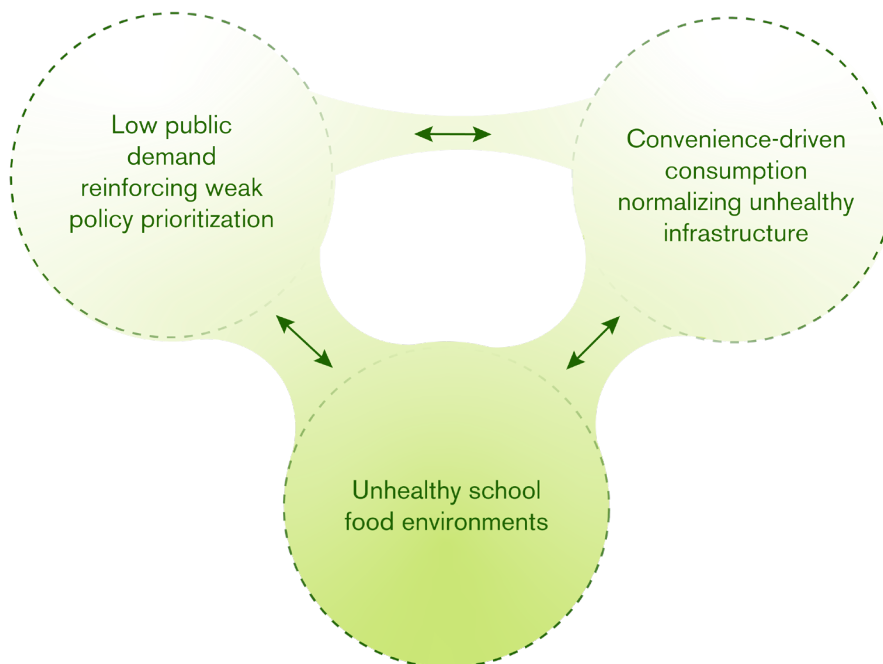 Low public
demand
reinforcing weak
policy prioritization
Convenience-driven
consumption
normalizing unhealthy
infrastructure
Unhealthy school
food environments